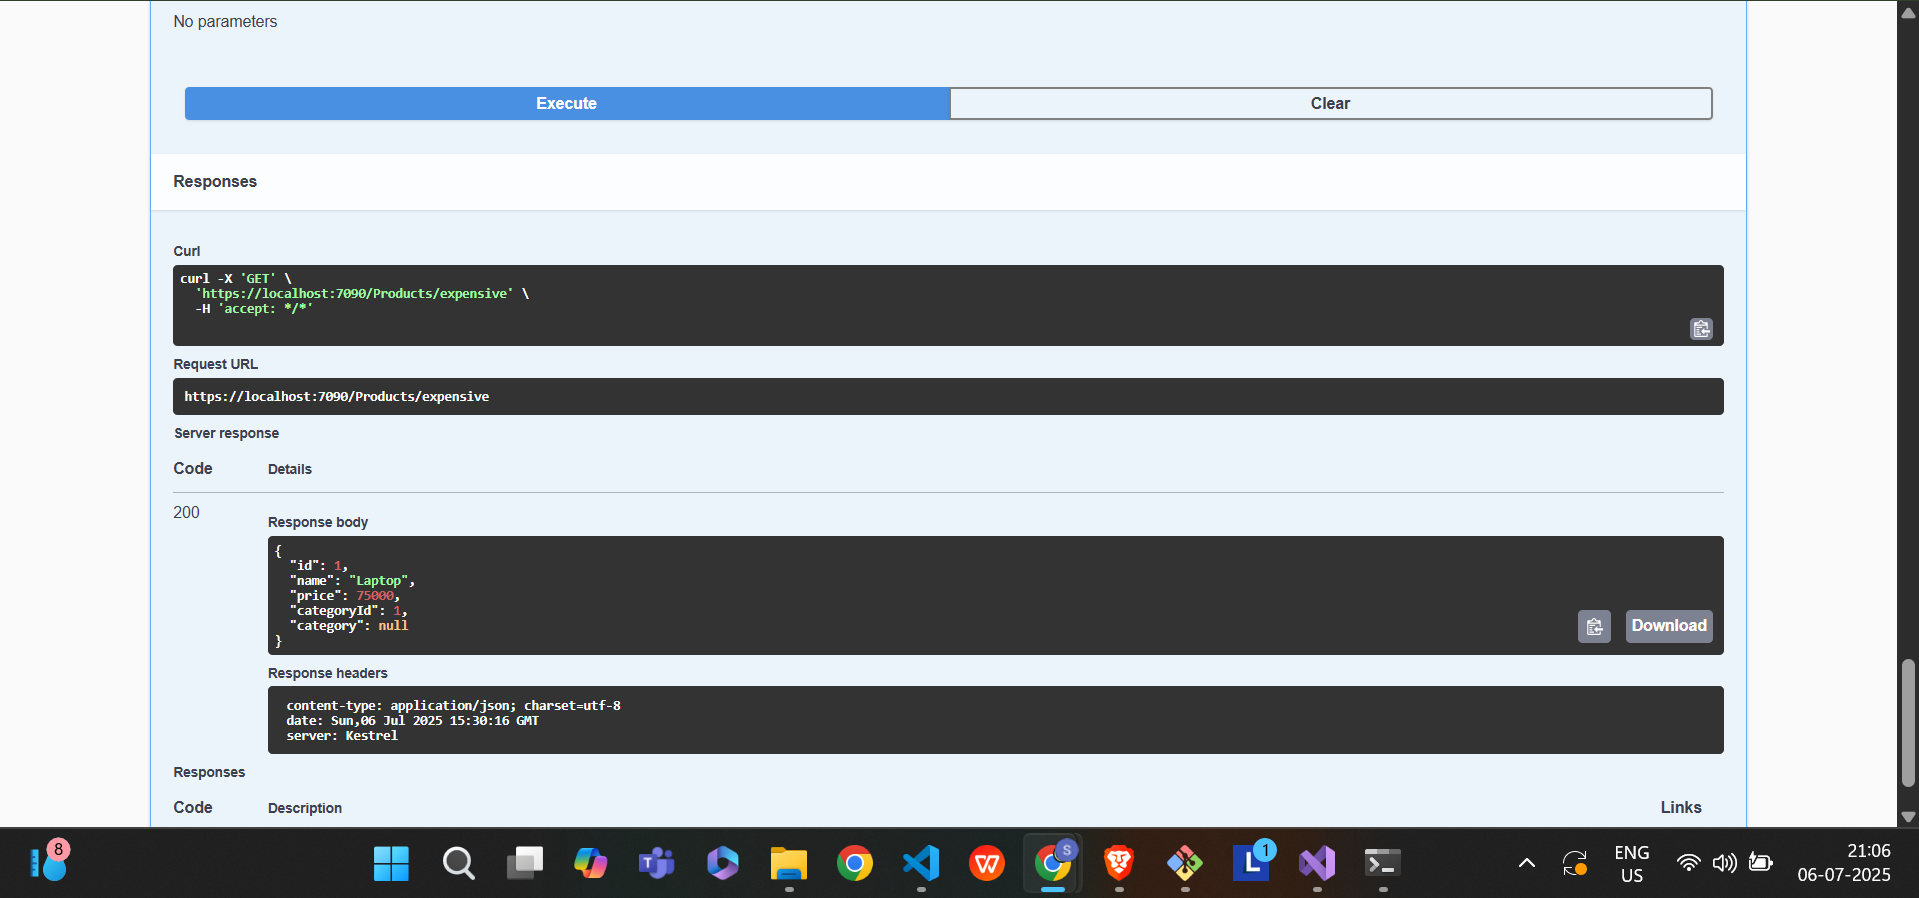 No parameters
Execute
Clear
Responses
Curl
curl -X 'GET' \
'https://localhost:7090/Products/expensive' \
-H 'accept: */*'
Request URL
https://localhost:7090/Products/expensive
Server response
Code Details
200
Response body
{
"id": 1,
"name": "Laptop",
"price": 75000,
"categoryId": 1,
"category": null
}
Download
Response headers
content-type: application/json; charset=utf-8
date: Sun,06 Jul 2025 15:30:16 GMT
server: Kestrel
Responses
Code Description Links
8
T
W
S
L
1
ENG
US
21:06
06-07-2025